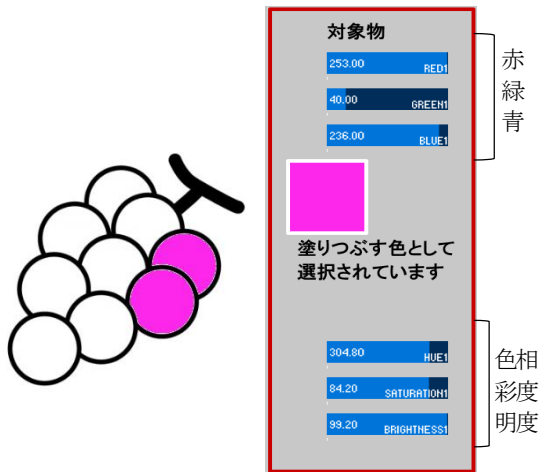 対象物
253.00 RED1
40.00 GREEN1
236.00 BLUE1
赤
緑
青
塗りつぶす色として
選択されています
304.80 HUE1
84.20 SATURATION1
99.20 BRIGHTNESS1
色相
彩度
明度